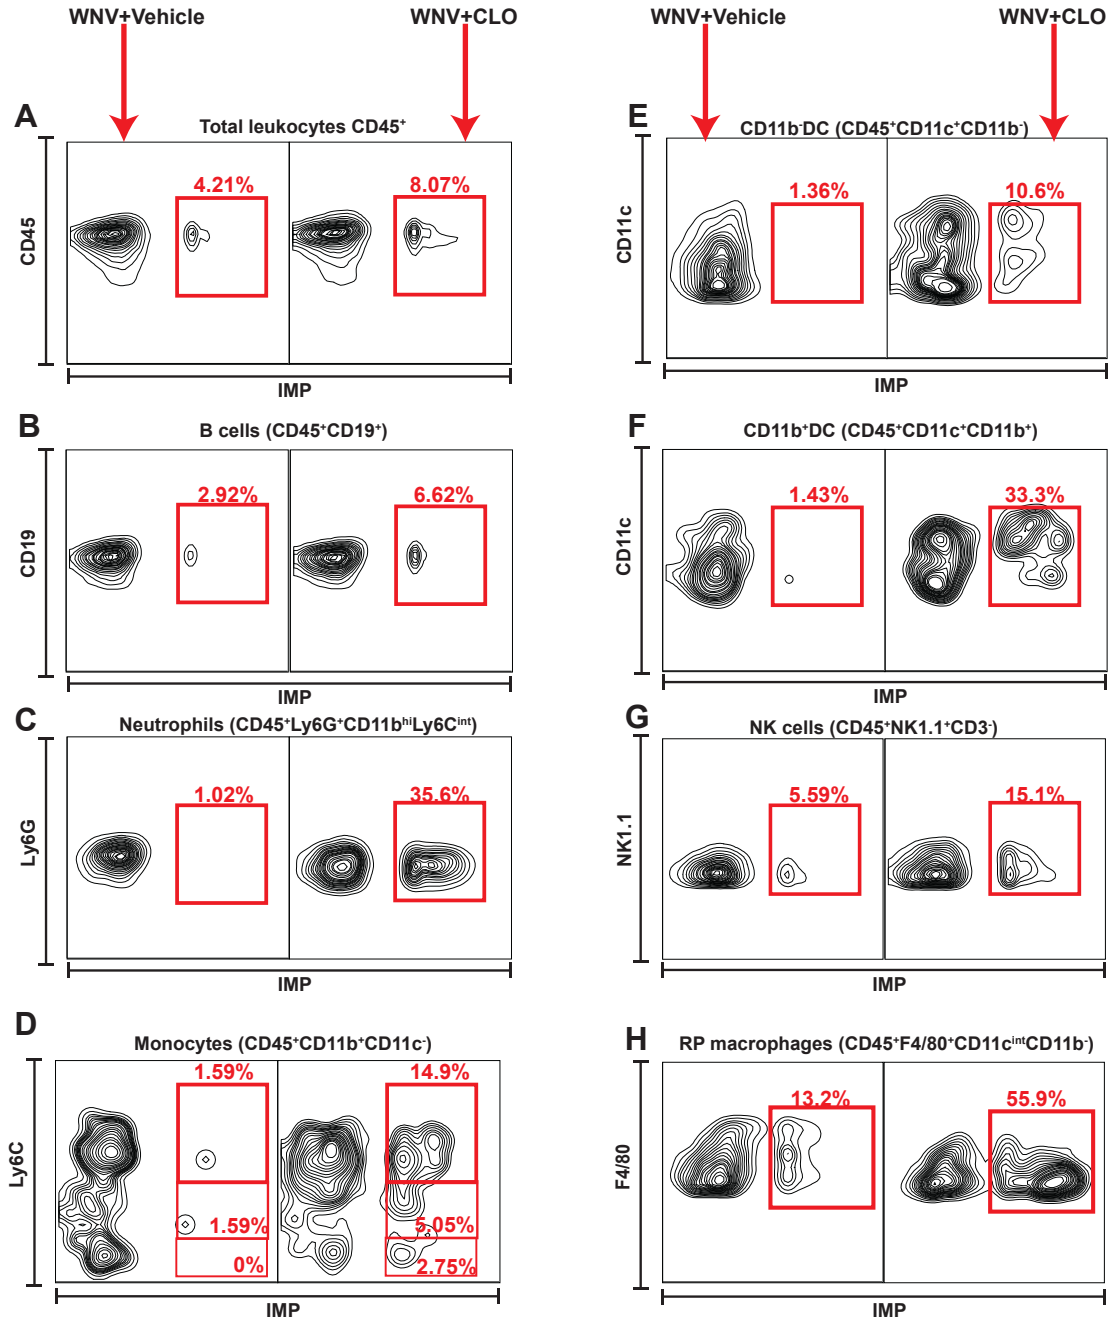 WNV+Vehicle
WNV+CLO
WNV+Vehicle
WNV+CLO
A
Total leukocytes CD45⁺
4.21%
8.07%
CD45
IMP
B
B cells (CD45⁺CD19⁺)
2.92%
6.62%
CD19
IMP
C
Neutrophils (CD45⁺Ly6G⁺CD11bʰⁱLy6Cⁱⁿᵗ)
1.02%
35.6%
Ly6G
IMP
D
Monocytes (CD45⁺CD11b⁺CD11c⁻)
1.59%
14.9%
1.59%
5.05%
0%
2.75%
Ly6C
IMP
E
CD11b⁻DC (CD45⁺CD11c⁺CD11b⁻)
1.36%
10.6%
CD11c
IMP
F
CD11b⁺DC (CD45⁺CD11c⁺CD11b⁺)
1.43%
33.3%
CD11c
IMP
G
NK cells (CD45⁺NK1.1⁺CD3⁻)
5.59%
15.1%
NK1.1
IMP
H
RP macrophages (CD45⁺F4/80⁺CD11cⁱⁿᵗCD11b⁻)
13.2%
55.9%
F4/80
IMP